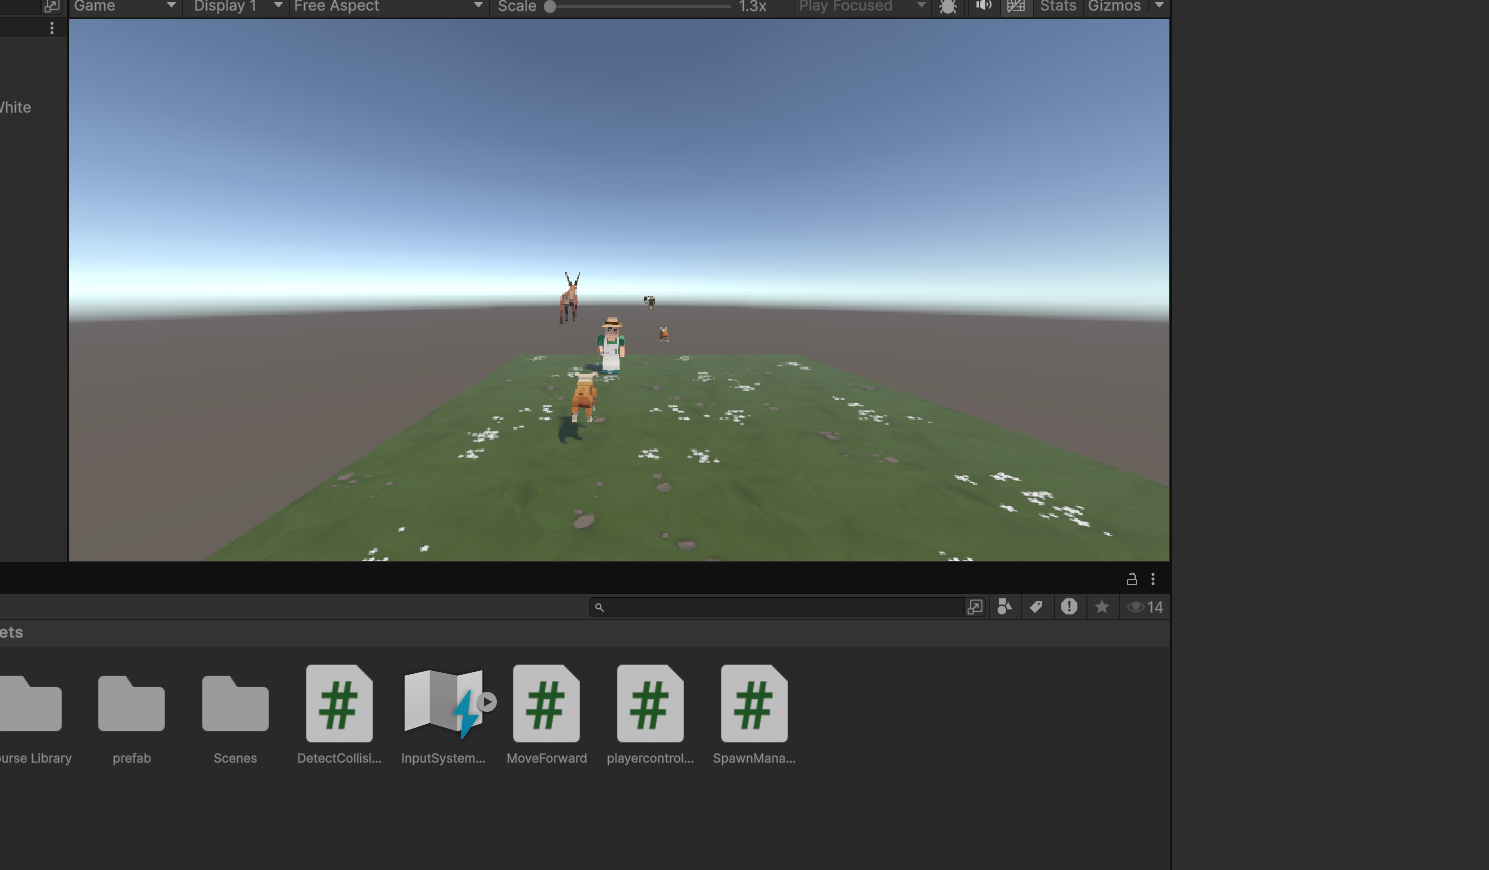 Game Display 1 Free Aspect Scale 1.3x Play Focused Stats Gizmos
White
14
ets
urse Library prefab Scenes DetectCollisi... InputSystem... MoveForward playercontrol... SpawnMana...